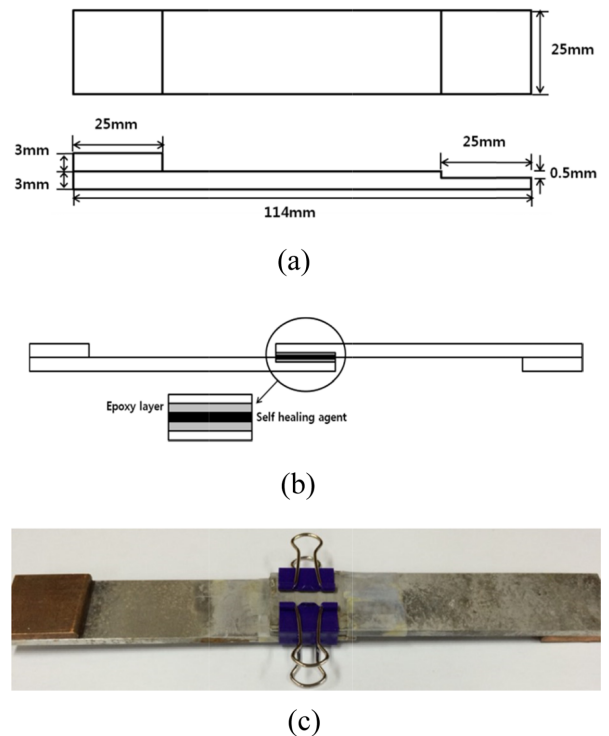 25mm
25mm
25mm
3mm
3mm
0.5mm
114mm
(a)
Epoxy layer
Self healing agent
(b)
(c)